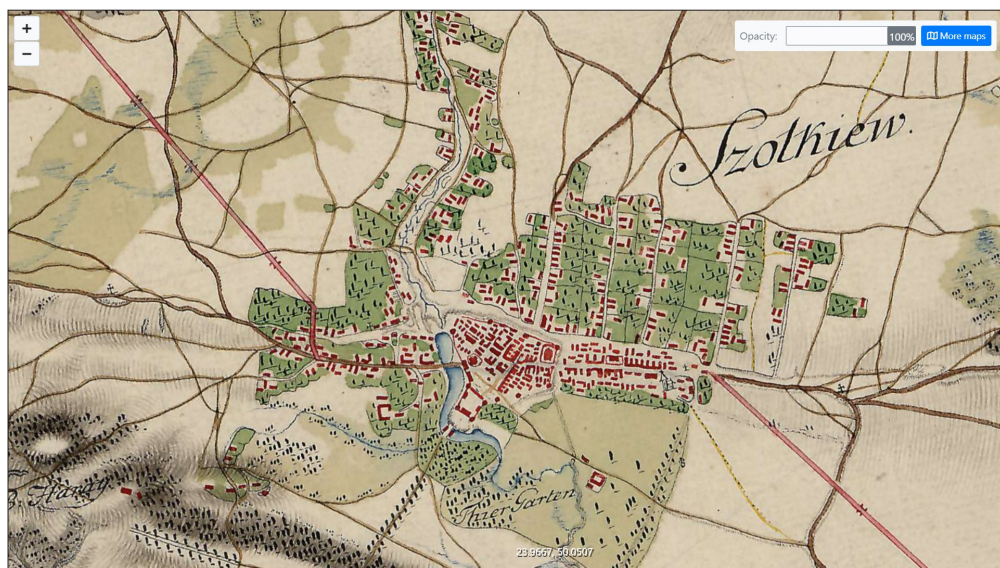 +
−
Opacity: 100% More maps
Szolkiew.
Thier Garten
23.9667, 50.0507